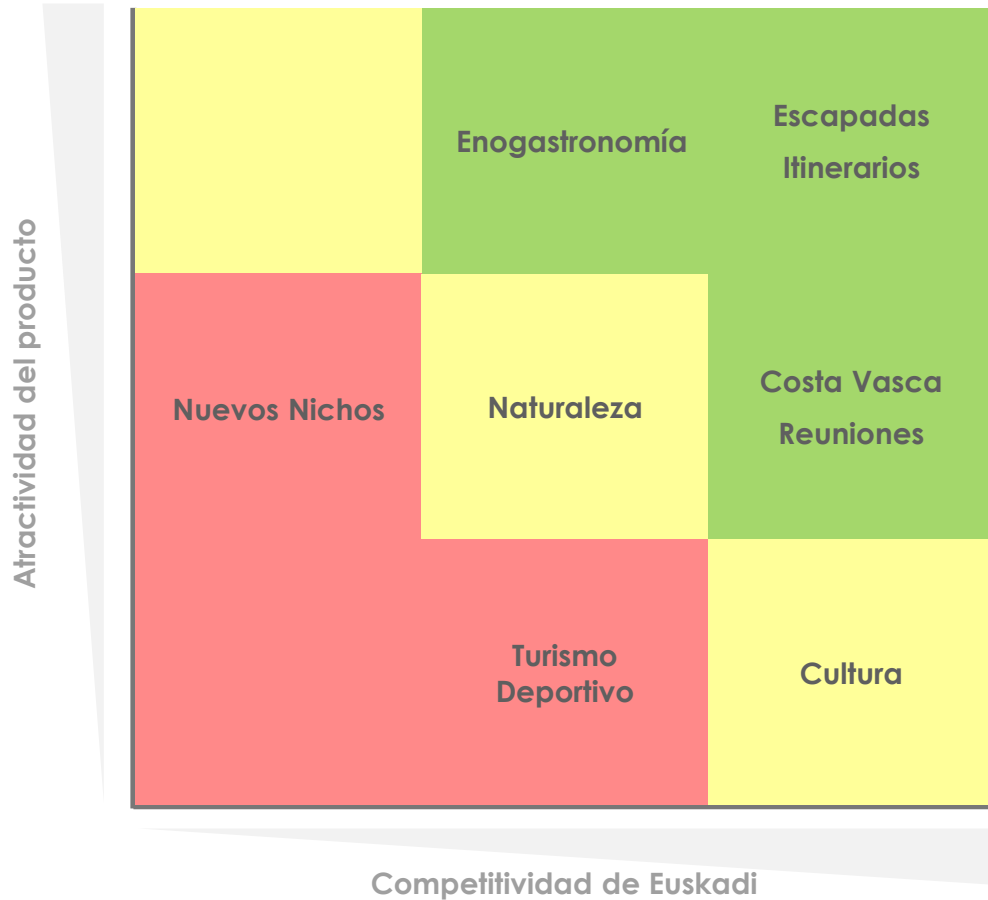 Atractividad del producto
Enogastronomía
Escapadas
Itinerarios
Nuevos Nichos
Naturaleza
Costa Vasca
Reuniones
Turismo
Deportivo
Cultura
Competitividad de Euskadi